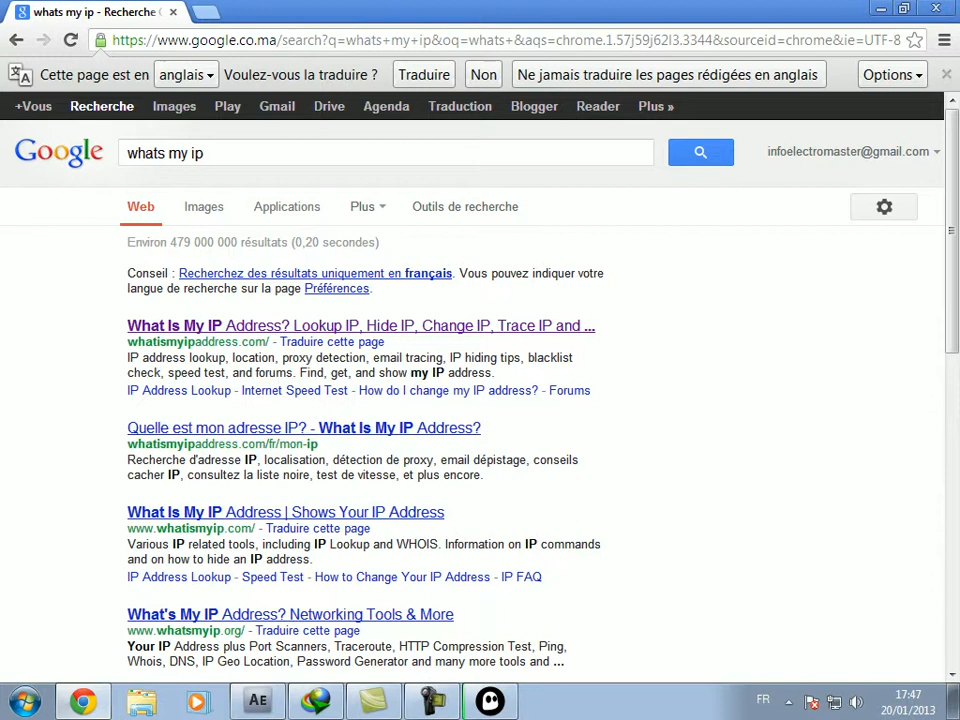 whats my ip - Recherche
https://www.google.co.ma/search?q=whats+my+ip&oq=whats+&aqs=chrome.1.57j59j62l3.3344&sourceid=chrome&ie=UTF-8
Cette page est en anglais Voulez-vous la traduire ? Traduire Non Ne jamais traduire les pages rédigées en anglais Options
+Vous Recherche Images Play Gmail Drive Agenda Traduction Blogger Reader Plus »
Google whats my ip infoelectromaster@gmail.com
Web Images Applications Plus Outils de recherche
Environ 479 000 000 résultats (0,20 secondes)
Conseil : Recherchez des résultats uniquement en français. Vous pouvez indiquer votre
langue de recherche sur la page Préférences.
What Is My IP Address? Lookup IP, Hide IP, Change IP, Trace IP and ...
whatismyipaddress.com/ - Traduire cette page
IP address lookup, location, proxy detection, email tracing, IP hiding tips, blacklist
check, speed test, and forums. Find, get, and show my IP address.
IP Address Lookup - Internet Speed Test - How do I change my IP address? - Forums
Quelle est mon adresse IP? - What Is My IP Address?
whatismyipaddress.com/fr/mon-ip
Recherche d'adresse IP, localisation, détection de proxy, email dépistage, conseils
cacher IP, consultez la liste noire, test de vitesse, et plus encore.
What Is My IP Address | Shows Your IP Address
www.whatismyip.com/ - Traduire cette page
Various IP related tools, including IP Lookup and WHOIS. Information on IP commands
and on how to hide an IP address.
IP Address Lookup - Speed Test - How to Change Your IP Address - IP FAQ
What's My IP Address? Networking Tools & More
www.whatsmyip.org/ - Traduire cette page
Your IP Address plus Port Scanners, Traceroute, HTTP Compression Test, Ping,
Whois, DNS, IP Geo Location, Password Generator and many more tools and ...
AE FR 17:47
20/01/2013